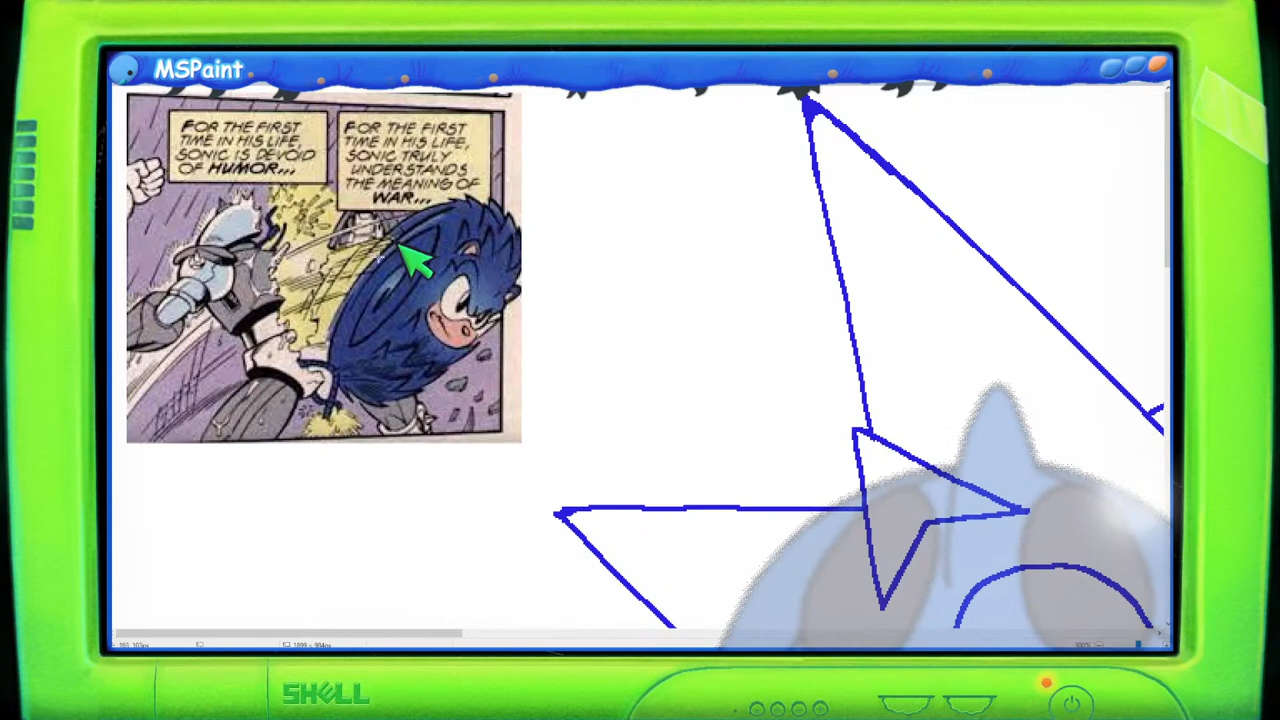 MSPaint
FOR THE FIRST
TIME IN HIS LIFE,
SONIC IS DEVOID
OF HUMOR...
FOR THE FIRST
TIME IN HIS LIFE,
SONIC TRULY
UNDERSTANDS
THE MEANING OF
WAR...
SHELL